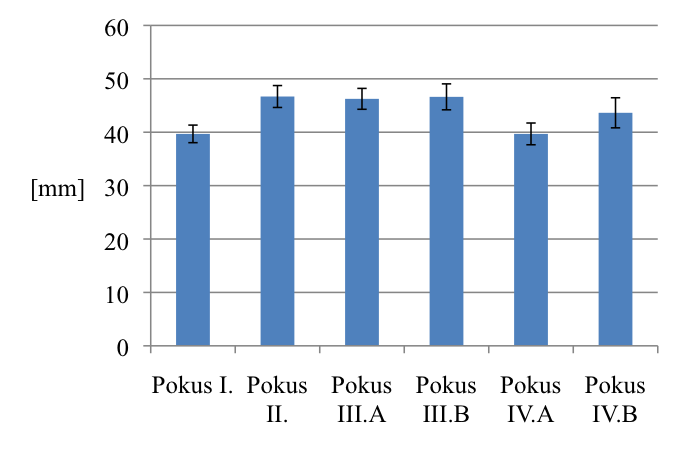 60
50
40
[mm]
30
20
10
0
Pokus I.
Pokus
II.
Pokus
III.A
Pokus
III.B
Pokus
IV.A
Pokus
IV.B